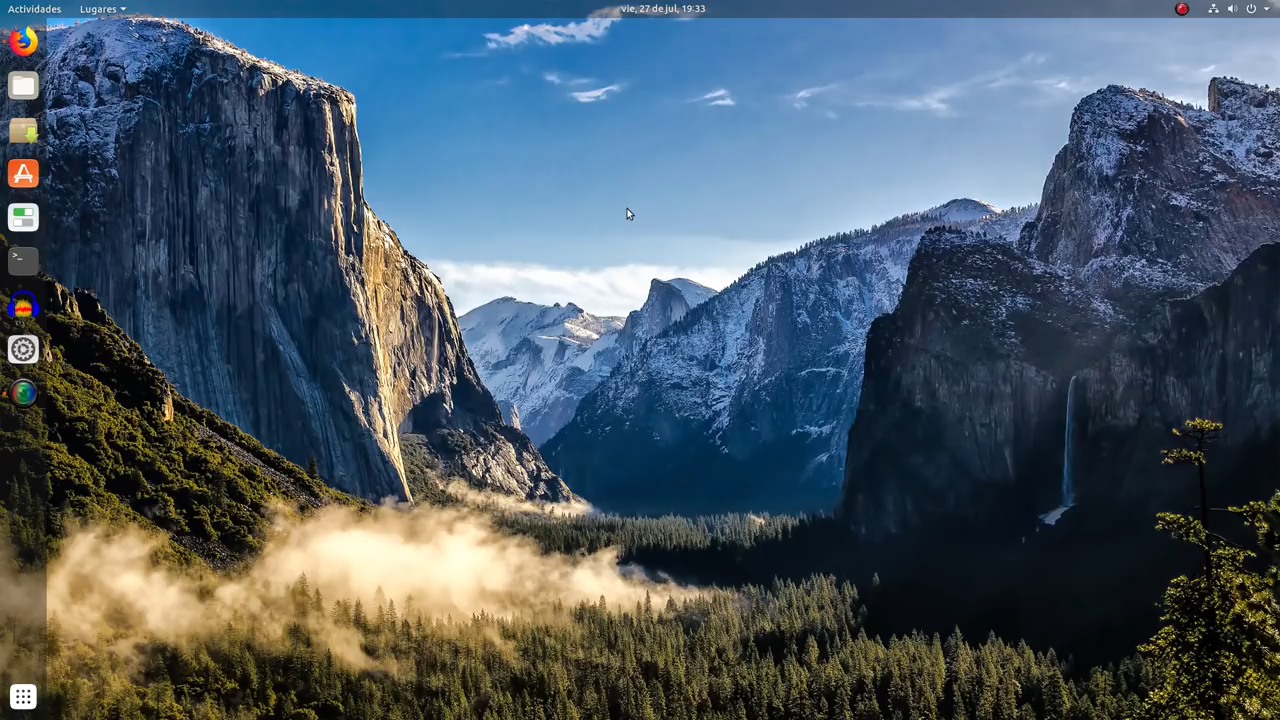 Actividades
Lugares
vie, 27 de jul, 19:33
>_